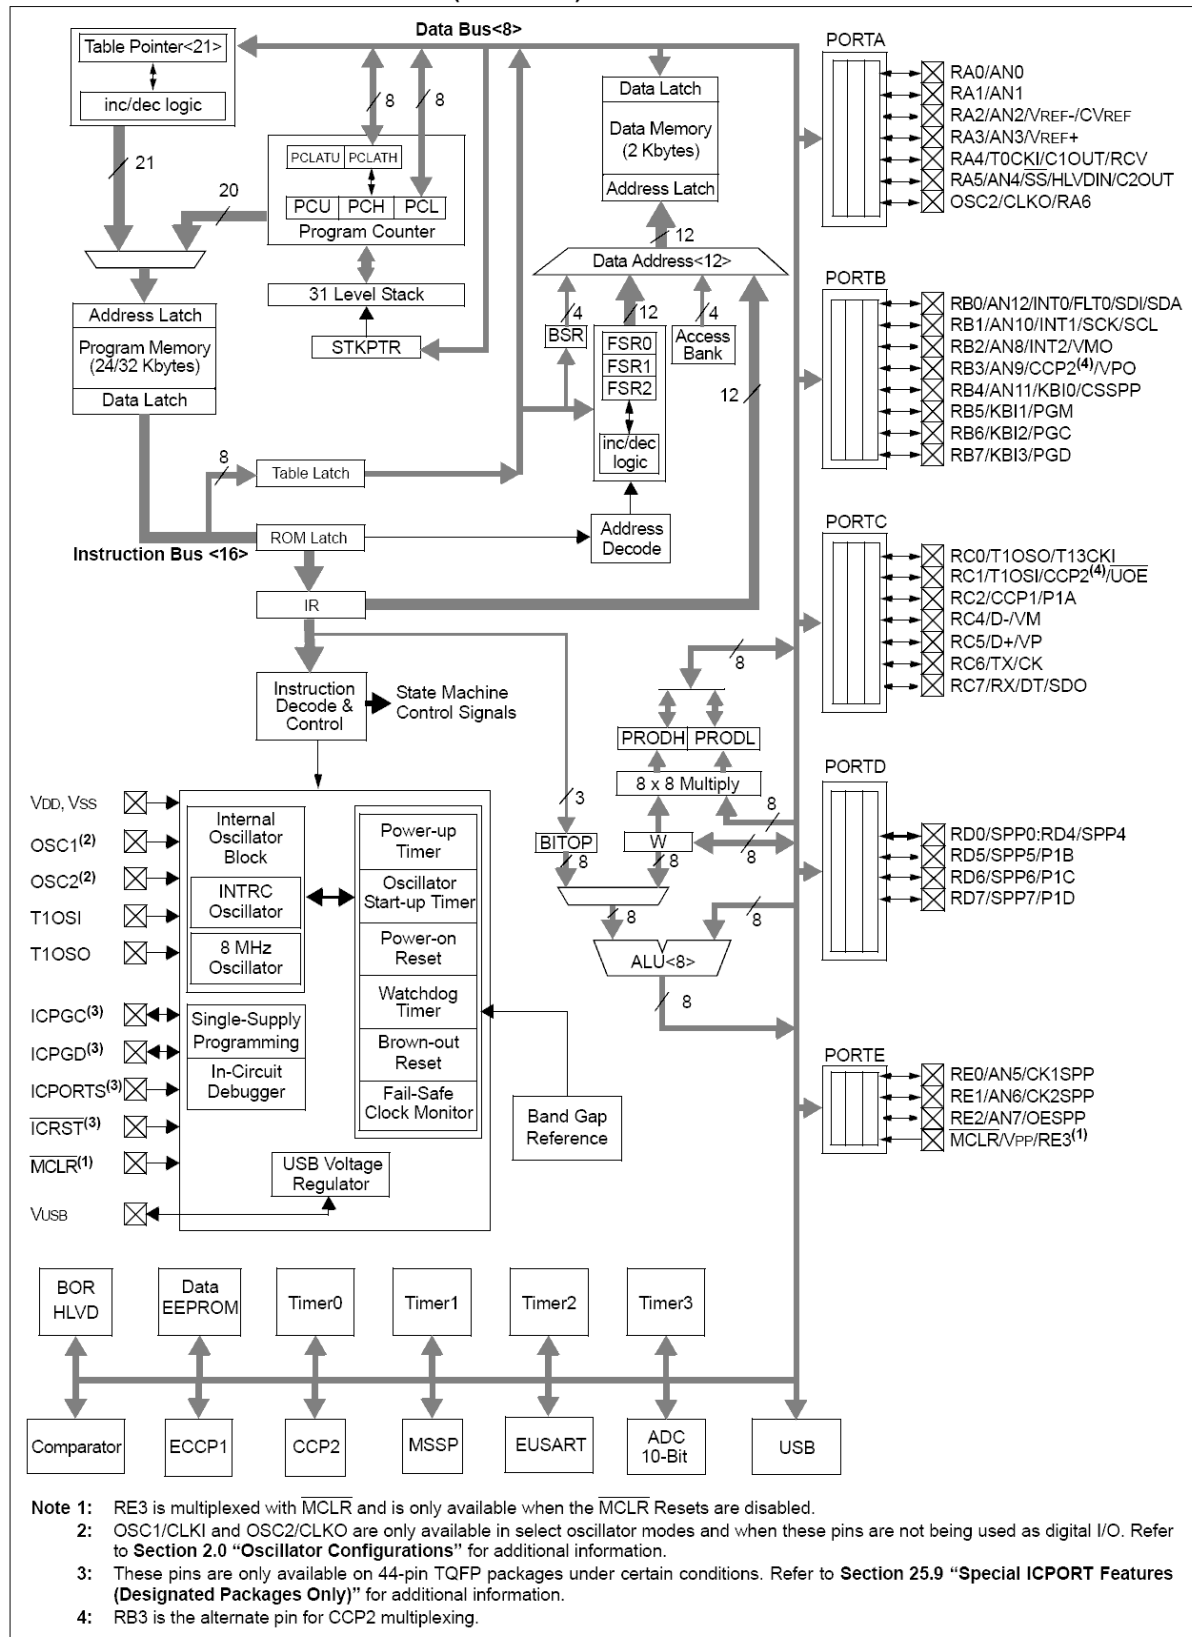 Data Bus<8>
Table Pointer<21>
inc/dec logic
21
20
8
8
PCLATU PCLATH
PCU PCH PCL
Program Counter
31 Level Stack
STKPTR
Address Latch
Program Memory
(24/32 Kbytes)
Data Latch
8
Table Latch
ROM Latch
Instruction Bus <16>
IR
Instruction
Decode &
Control
State Machine
Control Signals
Data Latch
Data Memory
(2 Kbytes)
Address Latch
12
Data Address<12>
4
12
4
BSR
FSR0
FSR1
FSR2
Access
Bank
12
inc/dec
logic
Address
Decode
8
PRODH PRODL
8 x 8 Multiply
3
8
BITOP
W
8
8
8
8
8
ALU<8>
8
VDD, VSS
OSC1(2)
OSC2(2)
T1OSI
T1OSO
ICPGC(3)
ICPGD(3)
ICPORTS(3)
ICRST(3)
MCLR(1)
VUSB
Internal
Oscillator
Block
INTRC
Oscillator
8 MHz
Oscillator
Single-Supply
Programming
In-Circuit
Debugger
Power-up
Timer
Oscillator
Start-up Timer
Power-on
Reset
Watchdog
Timer
Brown-out
Reset
Fail-Safe
Clock Monitor
Band Gap
Reference
USB Voltage
Regulator
PORTA
RA0/AN0
RA1/AN1
RA2/AN2/VREF-/CVREF
RA3/AN3/VREF+
RA4/T0CKI/C1OUT/RCV
RA5/AN4/SS/HLVDIN/C2OUT
OSC2/CLKO/RA6
PORTB
RB0/AN12/INT0/FLT0/SDI/SDA
RB1/AN10/INT1/SCK/SCL
RB2/AN8/INT2/VMO
RB3/AN9/CCP2(4)/VPO
RB4/AN11/KBI0/CSSPP
RB5/KBI1/PGM
RB6/KBI2/PGC
RB7/KBI3/PGD
PORTC
RC0/T1OSO/T13CKI
RC1/T1OSI/CCP2(4)/UOE
RC2/CCP1/P1A
RC4/D-/VM
RC5/D+/VP
RC6/TX/CK
RC7/RX/DT/SDO
PORTD
RD0/SPP0:RD4/SPP4
RD5/SPP5/P1B
RD6/SPP6/P1C
RD7/SPP7/P1D
PORTE
RE0/AN5/CK1SPP
RE1/AN6/CK2SPP
RE2/AN7/OESPP
MCLR/VPP/RE3(1)
BOR
HLVD
Data
EEPROM
Timer0
Timer1
Timer2
Timer3
Comparator
ECCP1
CCP2
MSSP
EUSART
ADC
10-Bit
USB
Note 1: RE3 is multiplexed with MCLR and is only available when the MCLR Resets are disabled.
2: OSC1/CLKI and OSC2/CLKO are only available in select oscillator modes and when these pins are not being used as digital I/O. Refer
to Section 2.0 “Oscillator Configurations” for additional information.
3: These pins are only available on 44-pin TQFP packages under certain conditions. Refer to Section 25.9 “Special ICPORT Features
(Designated Packages Only)” for additional information.
4: RB3 is the alternate pin for CCP2 multiplexing.